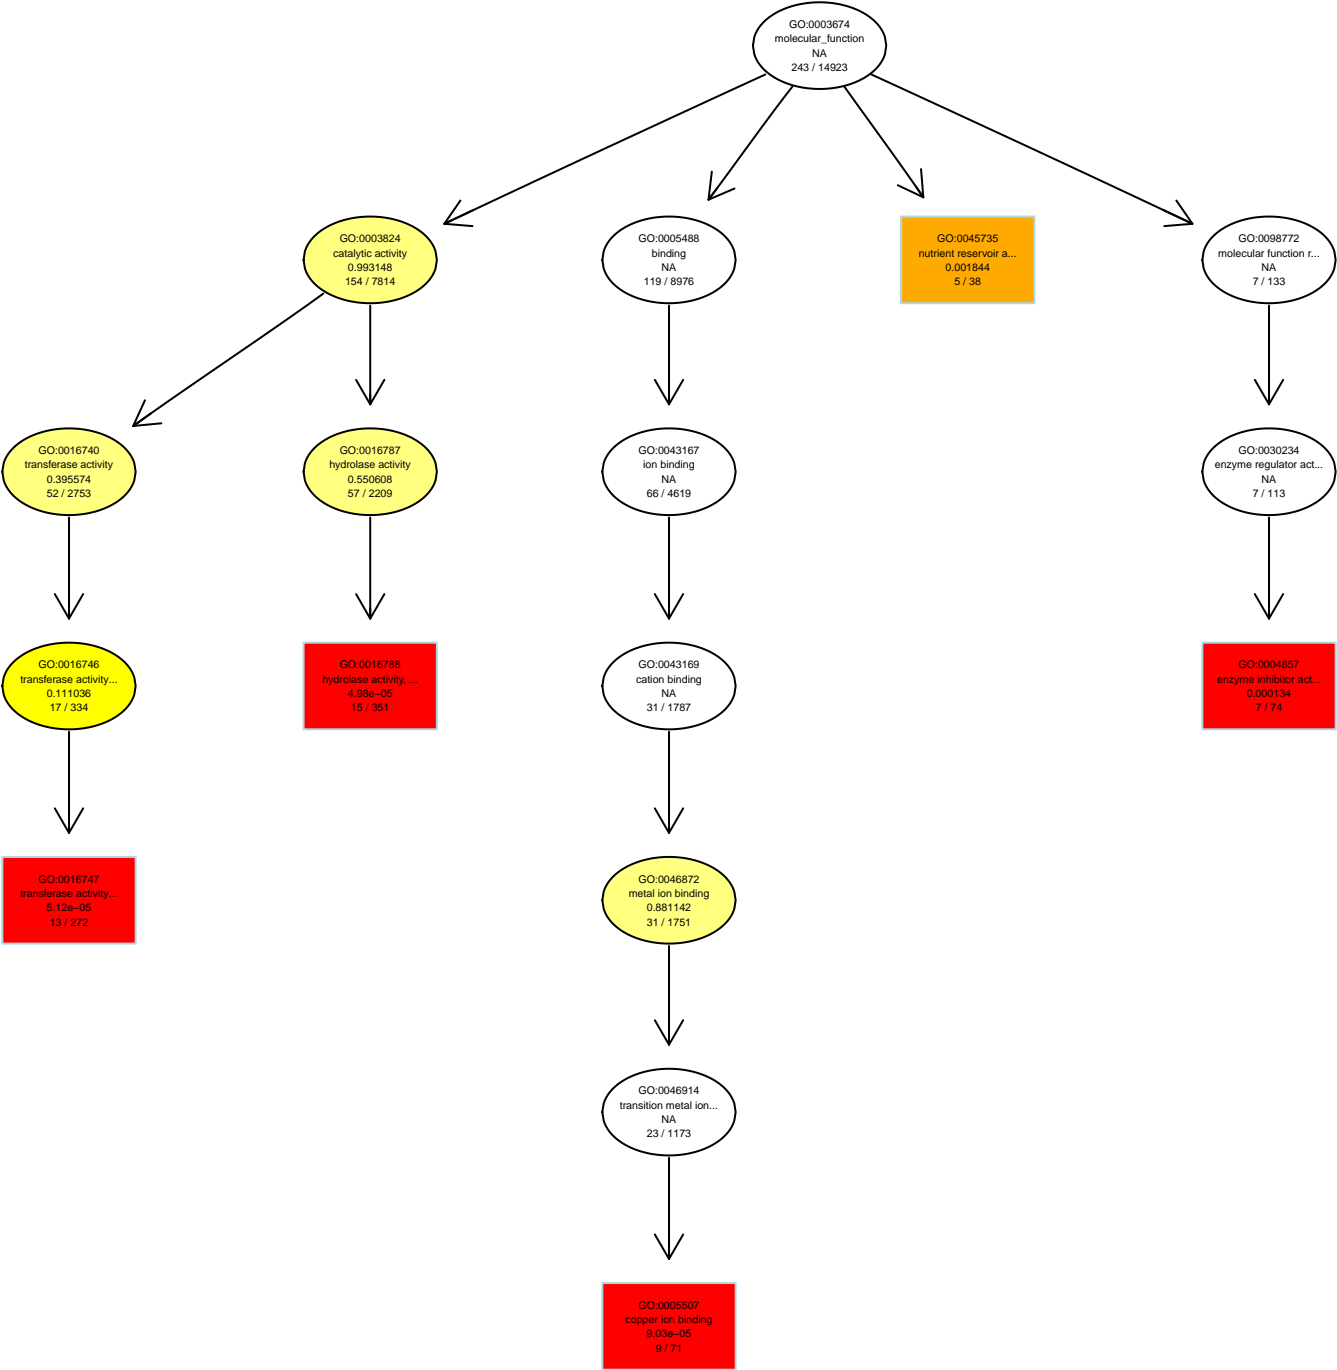 GO:0003674
molecular_function
NA
243 / 14923
GO:0003824
catalytic activity
0.993148
154 / 7814
GO:0005488
binding
NA
119 / 8976
GO:0045735
nutrient reservoir a...
0.001844
5 / 38
GO:0098772
molecular function r...
NA
7 / 133
GO:0016740
transferase activity
0.395574
52 / 2753
GO:0016787
hydrolase activity
0.550608
57 / 2209
GO:0043167
ion binding
NA
66 / 4619
GO:0030234
enzyme regulator act...
NA
7 / 113
GO:0016746
transferase activity...
0.111036
17 / 334
GO:0016788
hydrolase activity, ...
4.98e−05
15 / 351
GO:0043169
cation binding
NA
31 / 1787
GO:0004857
enzyme inhibitor act...
0.000134
7 / 74
GO:0016747
transferase activity...
5.12e−05
13 / 272
GO:0046872
metal ion binding
0.881142
31 / 1751
GO:0046914
transition metal ion...
NA
23 / 1173
GO:0005507
copper ion binding
9.03e−05
9 / 71